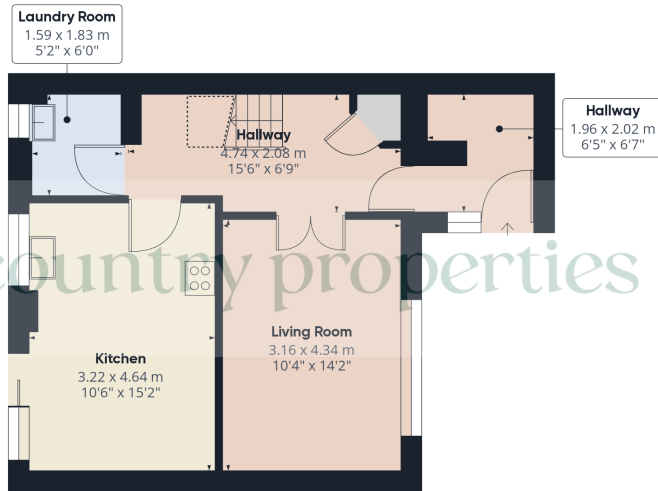 Laundry Room
1.59 x 1.83 m
5'2" x 6'0"
Hallway
4.74 x 2.08 m
15'6" x 6'9"
Hallway
1.96 x 2.02 m
6'5" x 6'7"
country properties
Living Room
3.16 x 4.34 m
10'4" x 14'2"
Kitchen
3.22 x 4.64 m
10'6" x 15'2"